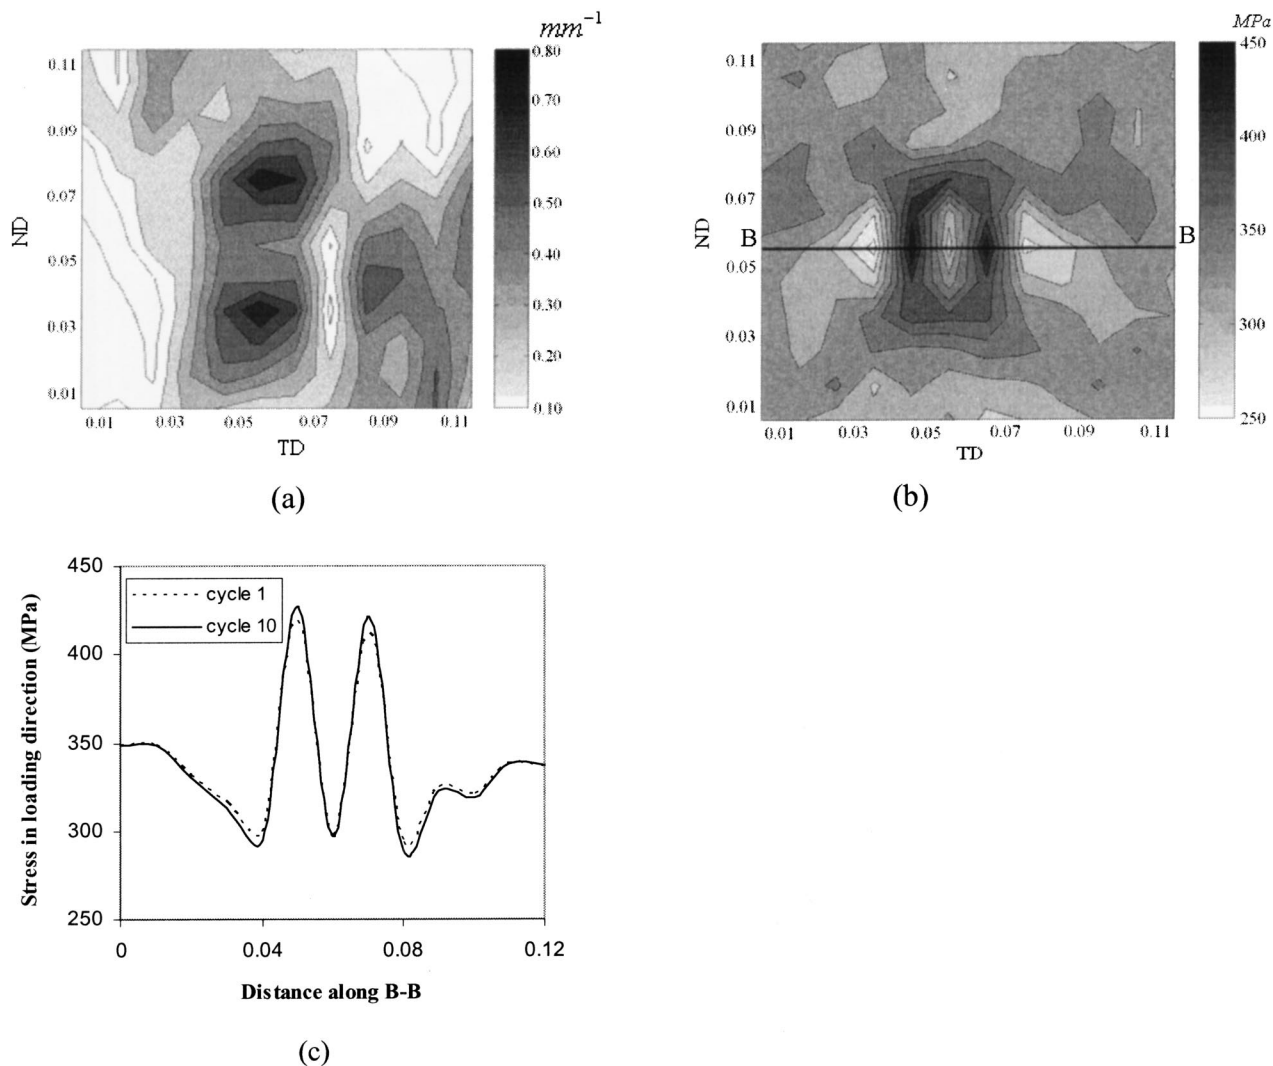 mm⁻¹
0.80
0.70
0.60
0.50
0.40
0.30
0.20
0.10
0.11
0.09
0.07
0.05
0.03
0.01
ND
0.01 0.03 0.05 0.07 0.09 0.11
TD
(a)
MPa
450
400
350
300
250
0.11
0.09
0.07
0.05
0.03
0.01
ND
B B
0.01 0.03 0.05 0.07 0.09 0.11
TD
(b)
450
400
350
300
250
Stress in loading direction (MPa)
cycle 1
cycle 10
0 0.04 0.08 0.12
Distance along B-B
(c)